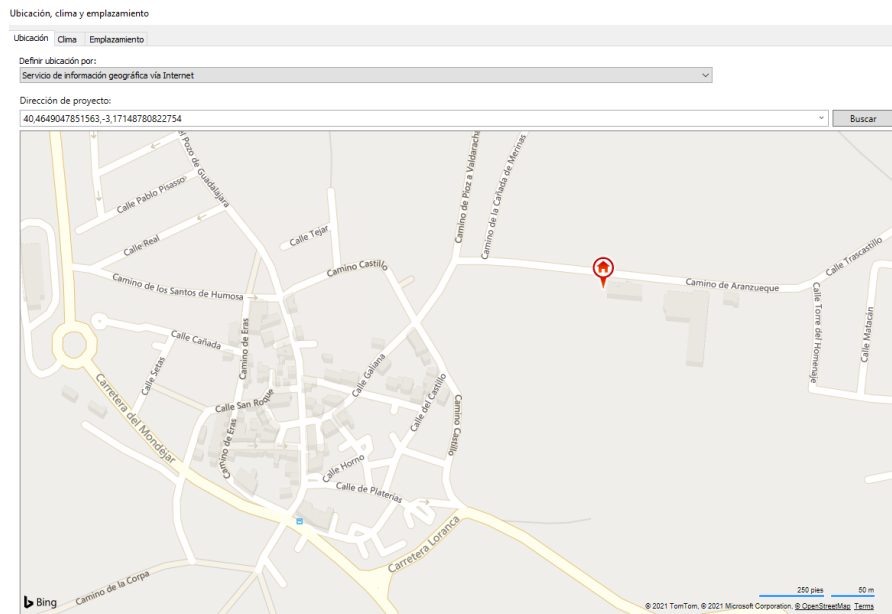 Ubicación, clima y emplazamiento
Ubicación Clima Emplazamiento
Definir ubicación por:
Servicio de información geográfica vía Internet
Dirección de proyecto:
40,4649047851563,-3,17148780822754
Buscar
el Pozo de Guadalajara
Calle Pablo Pisasso
Calle Real
Calle Tejar
Camino de los Santos de Humosa
Camino Castillo
Camino de Pioz a Valdarachas
Camino de la Cañada de Merinas
Camino de Aranzueque
Calle Trascastillo
Calle Torre del Homenaje
Calle Matacán
Calle Cañada
Calle Setas
Camino de Eras
Calle Galiana
Calle San Roque
Calle del Castillo
Camino Castillo
Carretera del Mondéjar
Camino de Eras
Calle Horno
Calle de Platerías
Carretera Loranca
Camino de la Corpa
Bing
250 pies 50 m
© 2021 TomTom, © 2021 Microsoft Corporation, © OpenStreetMap Terms